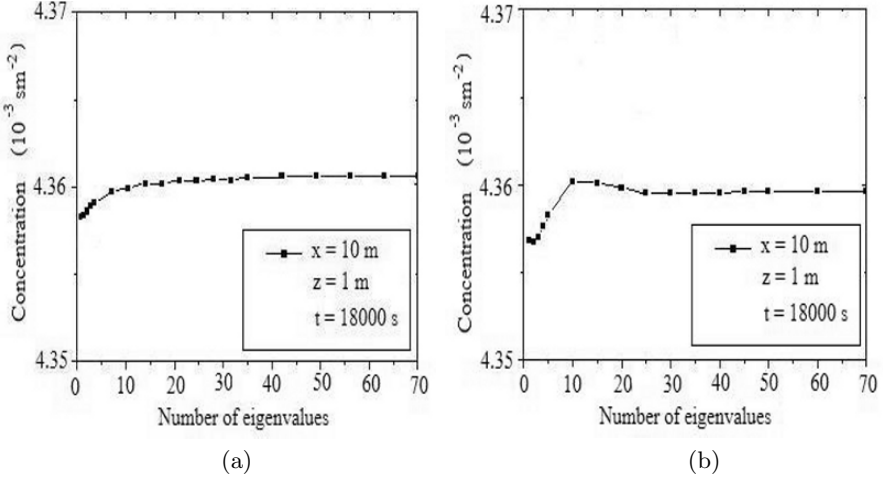 4.37
4.36
4.35
Concentration (10⁻³ sm⁻²)
x = 10 m
z = 1 m
t = 18000 s
0 10 20 30 40 50 60 70
Number of eigenvalues
(a)
4.37
4.36
4.35
Concentration (10⁻³ sm⁻²)
x = 10 m
z = 1 m
t = 18000 s
0 10 20 30 40 50 60 70
Number of eigenvalues
(b)